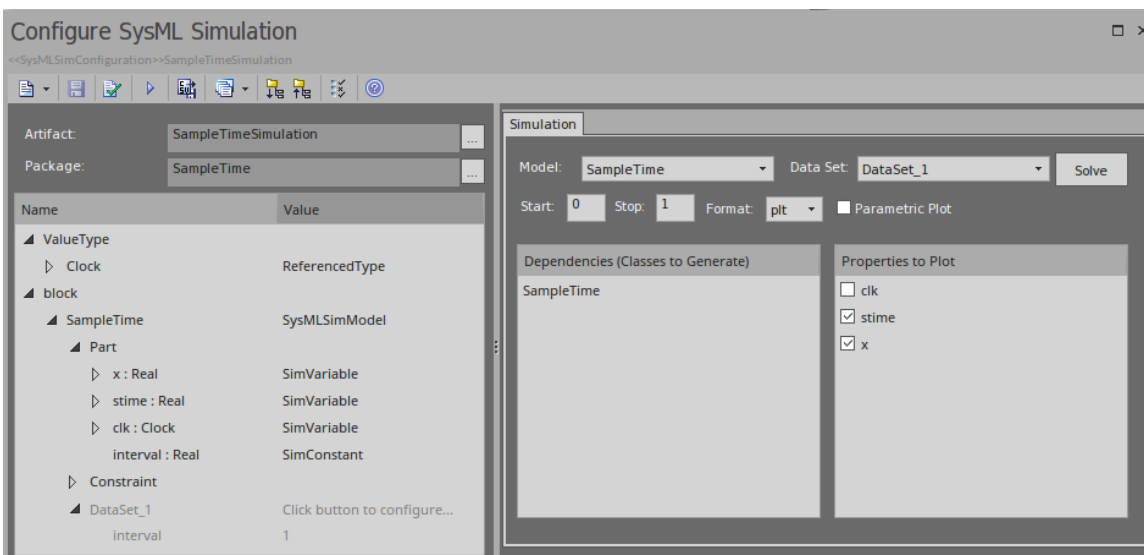 Configure SysML Simulation
<<SysMLSimConfiguration>>SampleTimeSimulation
Artifact: SampleTimeSimulation ...
Package: SampleTime ...
Name Value
ValueType
Clock ReferencedType
block
SampleTime SysMLSimModel
Part
x : Real SimVariable
stime : Real SimVariable
clk : Clock SimVariable
interval : Real SimConstant
Constraint
DataSet_1 Click button to configure...
interval 1
Simulation
Model: SampleTime Data Set: DataSet_1 Solve
Start: 0 Stop: 1 Format: plt Parametric Plot
Dependencies (Classes to Generate)
SampleTime
Properties to Plot
clk
stime
x